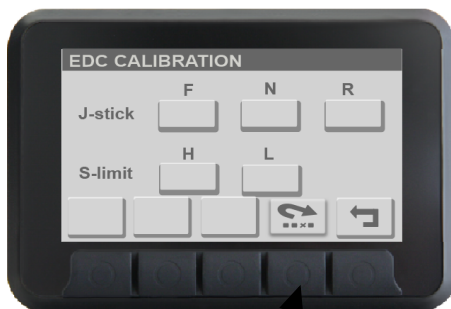 EDC CALIBRATION
F N R
J-stick
H L
S-limit